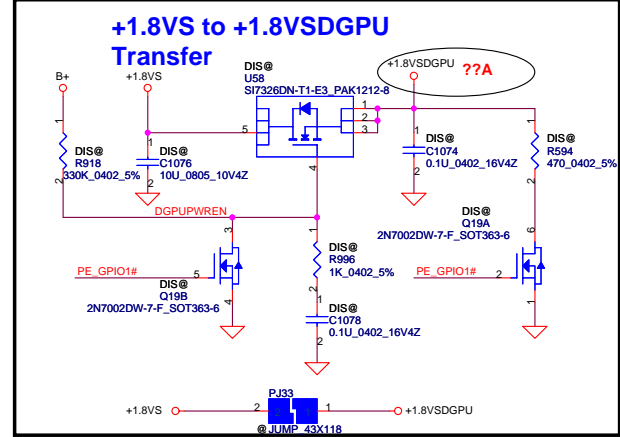 +1.8VS to +1.8VSDGPU
Transfer
B+
+1.8VS
DIS@
U58
SI7326DN-T1-E3_PAK1212-8
+1.8VSDGPU
??A
5
1
2
3
4
1
DIS@
R918
330K_0402_5%
2
1
DIS@
C1076
10U_0805_10V4Z
2
1
DIS@
C1074
0.1U_0402_16V4Z
2
1
DIS@
R594
470_0402_5%
2
DGPUPWREN
3
PE_GPIO1#
5
4
DIS@
Q19B
2N7002DW-7-F_SOT363-6
1
DIS@
R996
1K_0402_5%
2
1
DIS@
C1078
0.1U_0402_16V4Z
2
DIS@
Q19A
2N7002DW-7-F_SOT363-6
6
PE_GPIO1#
2
1
PJ33
+1.8VS
2
2
1
1
+1.8VSDGPU
@JUMP_43X118